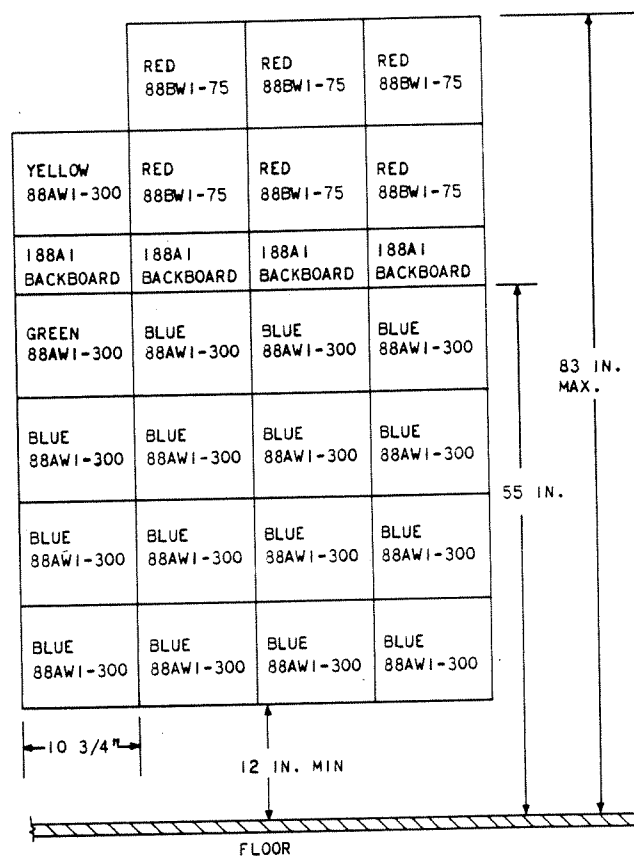 RED RED RED
88BW1-75 88BW1-75 88BW1-75
YELLOW RED RED RED
88AW1-300 88BW1-75 88BW1-75 88BW1-75
188A1 188A1 188A1 188A1
BACKBOARD BACKBOARD BACKBOARD BACKBOARD
GREEN BLUE BLUE BLUE
88AW1-300 88AW1-300 88AW1-300 88AW1-300
83 IN.
MAX.
BLUE BLUE BLUE BLUE
88AW1-300 88AW1-300 88AW1-300 88AW1-300
55 IN.
BLUE BLUE BLUE BLUE
88AW1-300 88AW1-300 88AW1-300 88AW1-300
BLUE BLUE BLUE BLUE
88AW1-300 88AW1-300 88AW1-300 88AW1-300
10 3/4"
12 IN. MIN
FLOOR